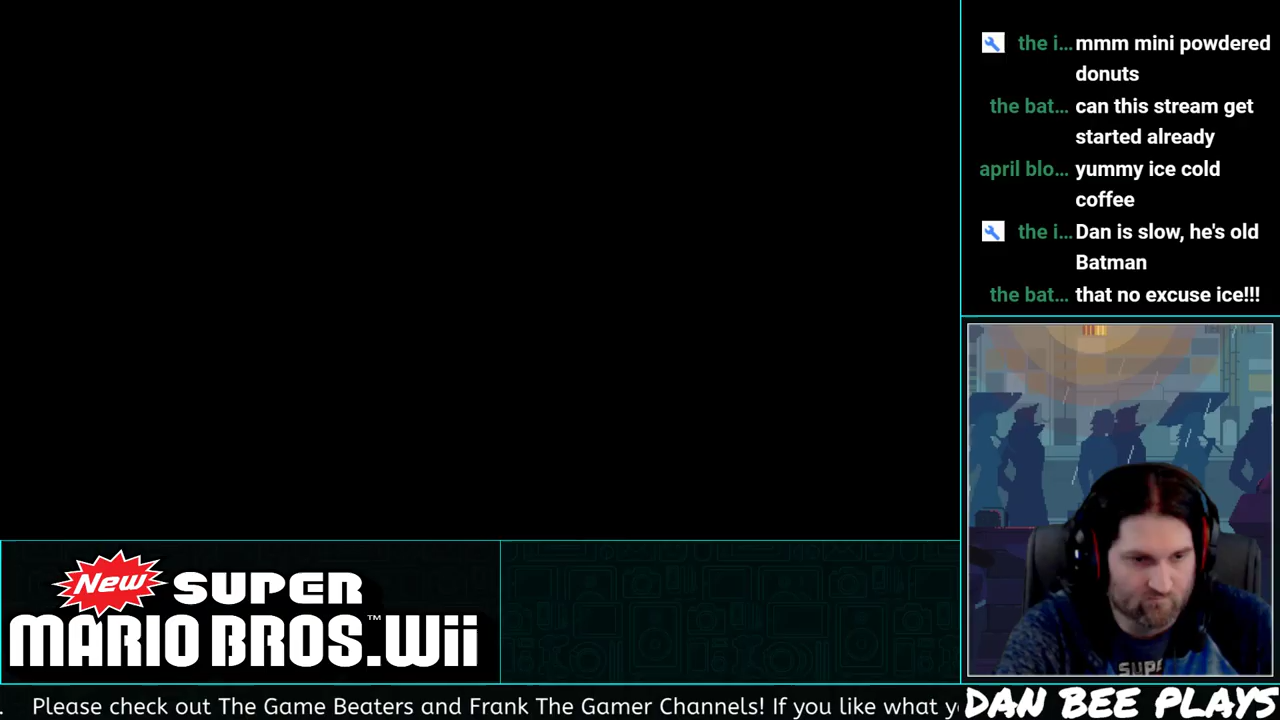 the i... mmm mini powdered
donuts
the bat... can this stream get
started already
april blo... yummy ice cold
coffee
the i... Dan is slow, he's old
Batman
the bat... that no excuse ice!!!
New SUPER
MARIO BROS.™ Wii
SUPE
. Please check out The Game Beaters and Frank The Gamer Channels! If you like what y
DAN BEE PLAYS